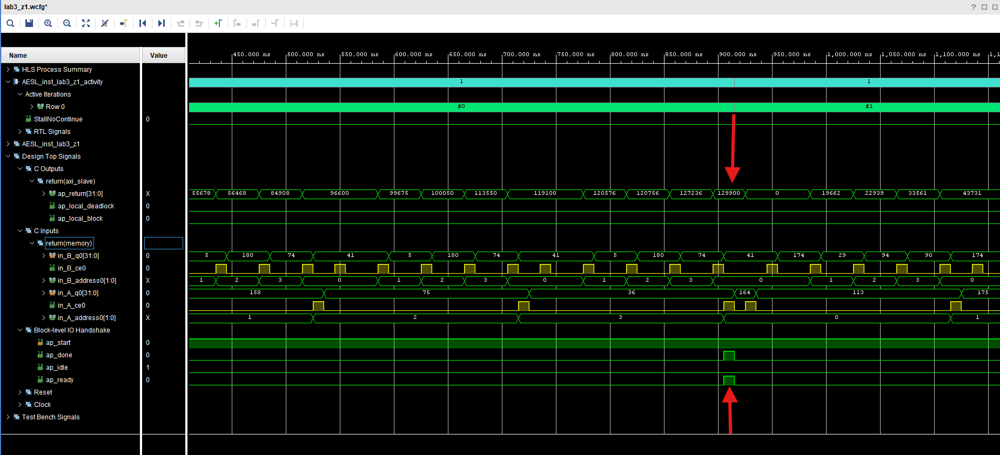 lab3_z1.wcfg*
Name Value
450.000 ns 500.000 ns 550.000 ns 600.000 ns 650.000 ns 700.000 ns 750.000 ns 800.000 ns 850.000 ns 900.000 ns 950.000 ns 1,000.000 ns 1,050.000 ns 1,100.000 ns 1,1
HLS Process Summary
AESL_inst_lab3_z1_activity 1 1
Active Iterations
Row 0 #0 #1
StallNoContinue 0
RTL Signals
AESL_inst_lab3_z1
Design Top Signals
C Outputs
return(axi_slave)
ap_return[31:0] X 55678 56468 84908 96600 99675 100050 113550 119100 120576 120756 127236 129900 0 19662 22939 33561 43731
ap_local_deadlock 0
ap_local_block 0
C Inputs
return(memory)
in_B_q0[31:0] 0 5 180 74 41 5 180 74 41 5 180 74 41 174 29 94 90 174
in_B_ce0 0
in_B_address0[1:0] X 1 2 3 0 1 2 3 0 1 2 3 0 1 2 3 0
in_A_q0[31:0] 0 158 75 36 164 113 175
in_A_ce0 0
in_A_address0[1:0] X 1 2 3 0 1
Block-level IO Handshake
ap_start 0
ap_done 0
ap_idle 1
ap_ready 0
Reset
Clock
Test Bench Signals